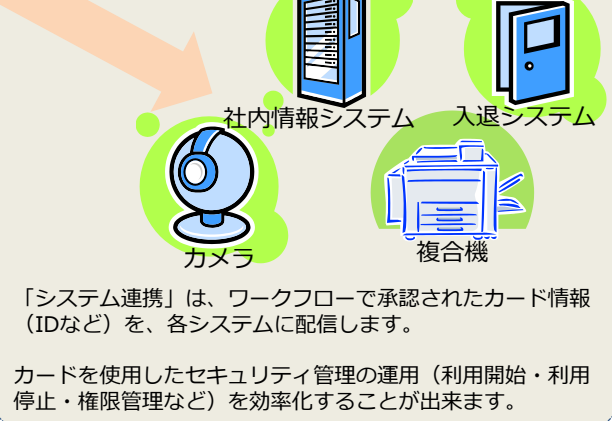 社内情報システム
入退システム
カメラ
複合機
「システム連携」は、ワークフローで承認されたカード情報
（IDなど）を、各システムに配信します。
カードを使用したセキュリティ管理の運用（利用開始・利用
停止・権限管理など）を効率化することが出来ます。